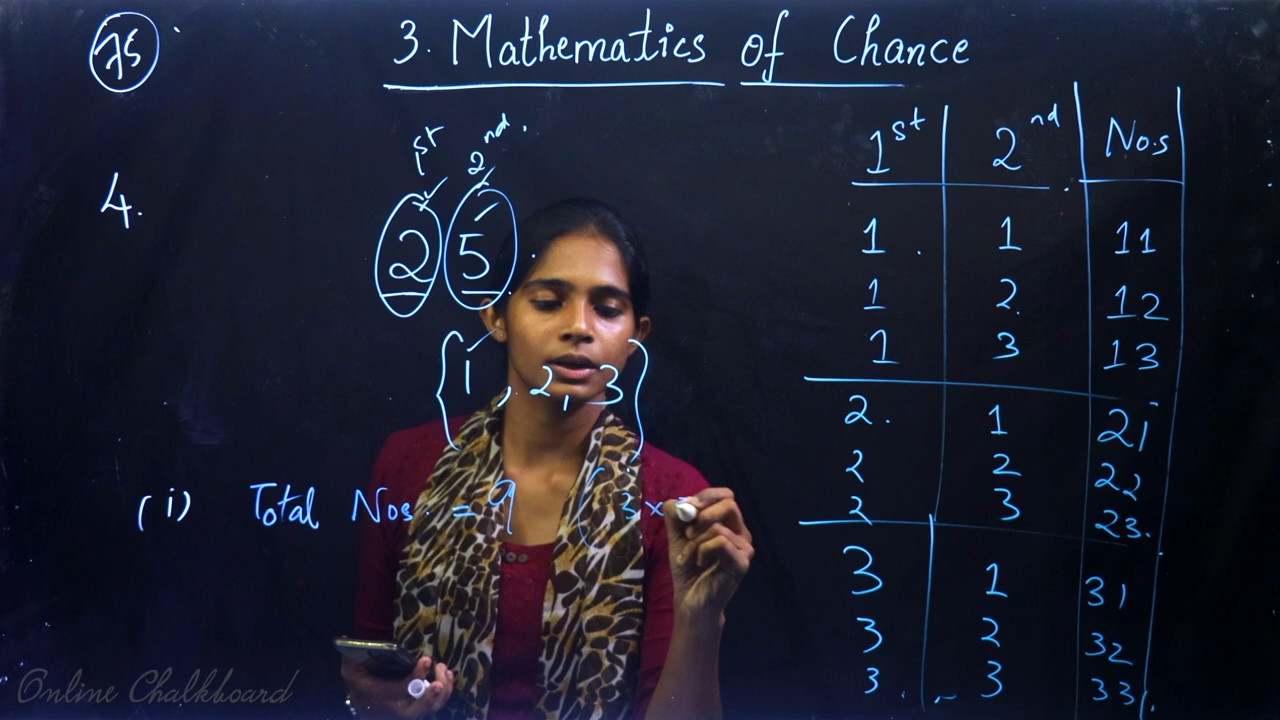 75
3. Mathematics of Chance
1st 2nd
4.
2 5
{1, 2, 3}
(i) Total Nos. = 9 (3 ×
1st 2nd Nos
1 1 11
1 2 12
1 3 13
2 1 21
2 2 22
2 3 23
3 1 31
3 2 32
3 3 33
Online Chalkboard